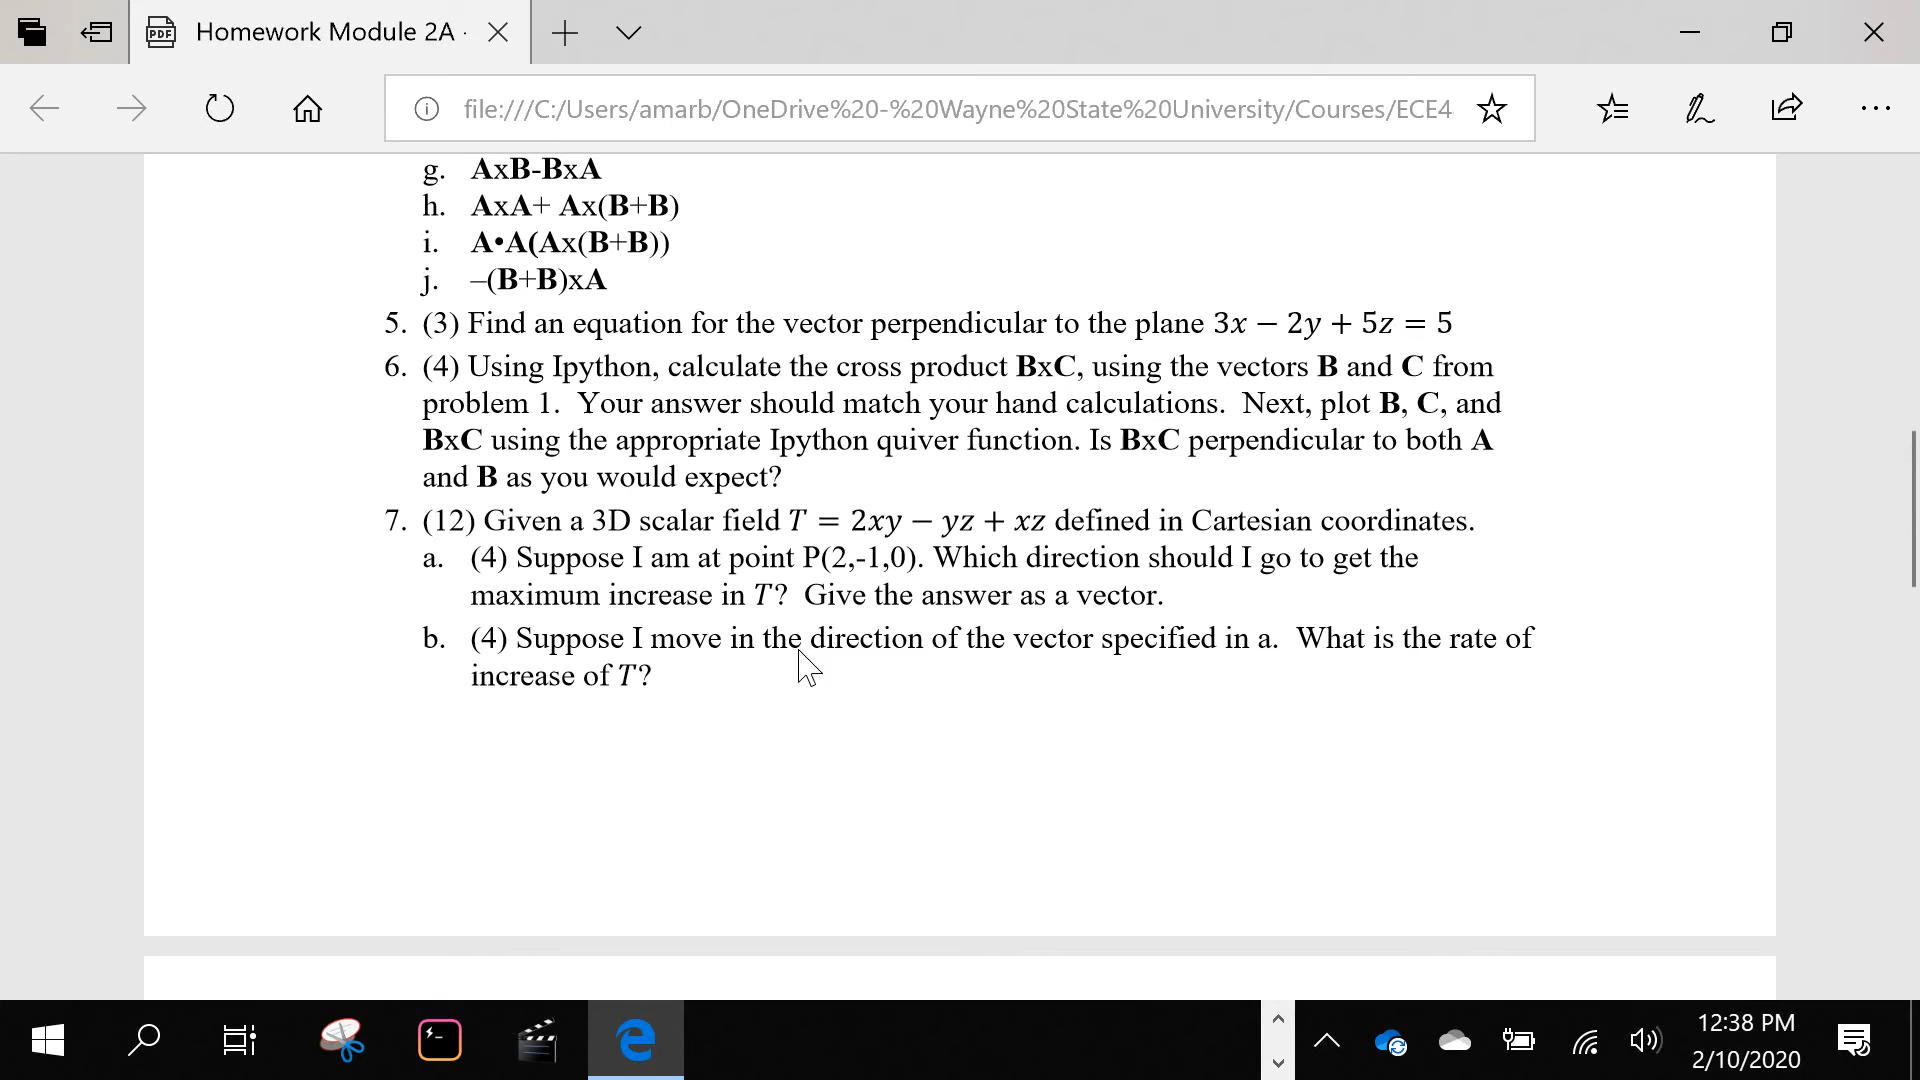 Homework Module 2A ·
file:///C:/Users/amarb/OneDrive%20-%20Wayne%20State%20University/Courses/ECE4
g. AxB-BxA
h. AxA+ Ax(B+B)
i. A•A(Ax(B+B))
j. –(B+B)xA
5. (3) Find an equation for the vector perpendicular to the plane 3x − 2y + 5z = 5
6. (4) Using Ipython, calculate the cross product BxC, using the vectors B and C from
problem 1. Your answer should match your hand calculations. Next, plot B, C, and
BxC using the appropriate Ipython quiver function. Is BxC perpendicular to both A
and B as you would expect?
7. (12) Given a 3D scalar field T = 2xy − yz + xz defined in Cartesian coordinates.
a. (4) Suppose I am at point P(2,-1,0). Which direction should I go to get the
maximum increase in T? Give the answer as a vector.
b. (4) Suppose I move in the direction of the vector specified in a. What is the rate of
increase of T?
12:38 PM
2/10/2020